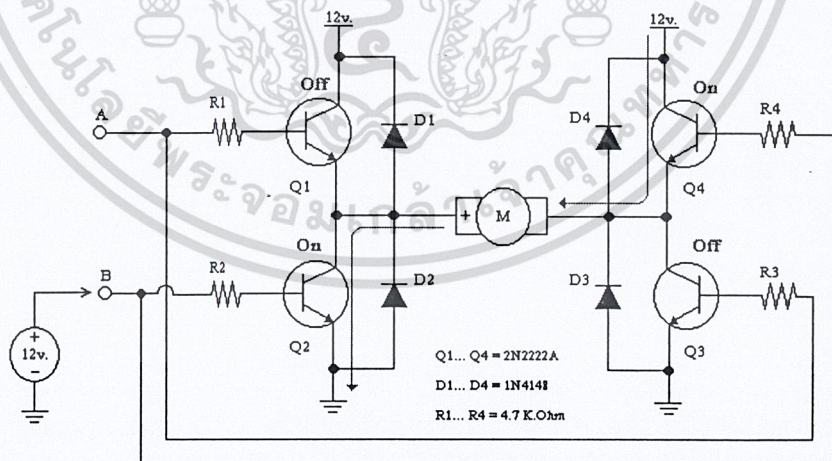 12v.
12v.
Off
On
A
R1
D1
D4
R4
Q1
Q4
+
M
On
Off
B
R2
D2
D3
R3
+
12v.
−
Q2
Q3
Q1... Q4 = 2N2222A
D1... D4 = 1N4148
R1... R4 = 4.7 K.Ohm